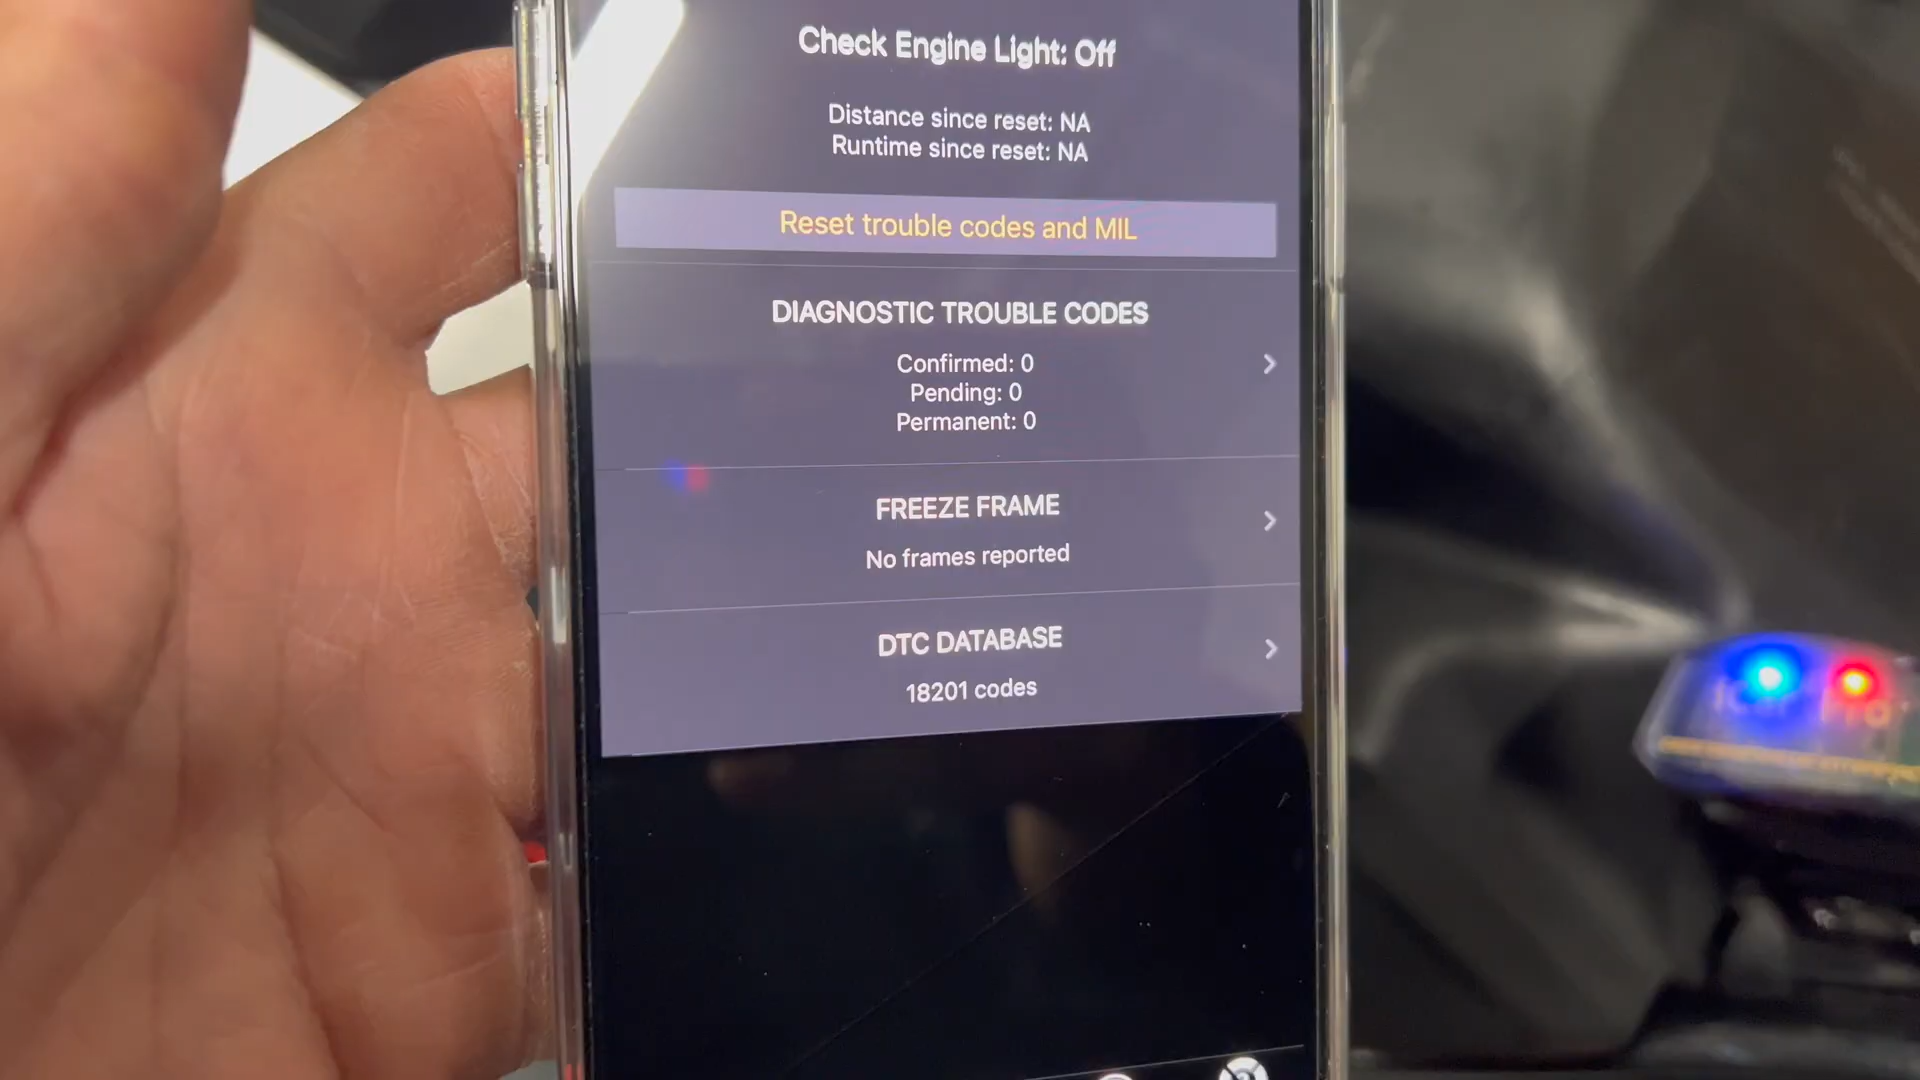 Check Engine Light: Off
Distance since reset: NA
Runtime since reset: NA
Reset trouble codes and MIL
DIAGNOSTIC TROUBLE CODES
Confirmed: 0
Pending: 0
Permanent: 0
FREEZE FRAME
No frames reported
DTC DATABASE
18201 codes